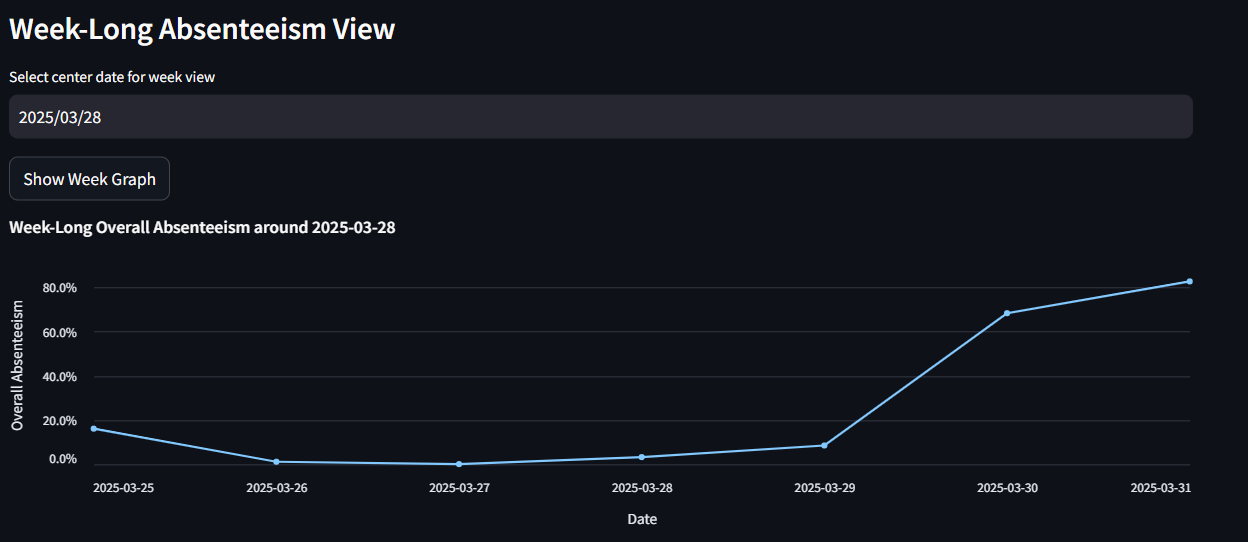 Week-Long Absenteeism View
Select center date for week view
2025/03/28
Show Week Graph
Week-Long Overall Absenteeism around 2025-03-28
80.0%
60.0%
40.0%
20.0%
0.0%
Overall Absenteeism
2025-03-25 2025-03-26 2025-03-27 2025-03-28 2025-03-29 2025-03-30 2025-03-31
Date